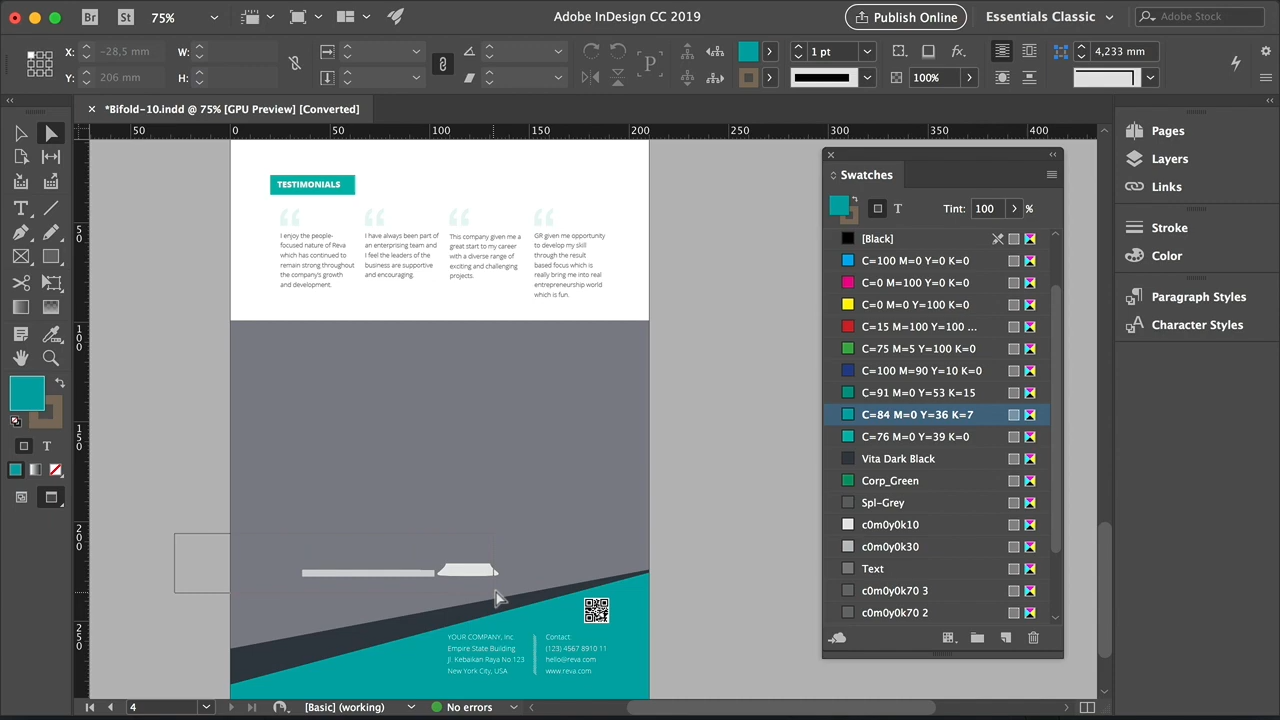 Br
St
75%
Adobe InDesign CC 2019
Publish Online
Essentials Classic
Adobe Stock
X: -28,5 mm
W:
1 pt
4,233 mm
Y: 206 mm
H:
P
fx.
100%
*Bifold-10.indd @ 75% [GPU Preview] [Converted]
50
0
50
100
150
200
250
300
350
400
50
100
150
200
250
TESTIMONIALS
I enjoy the people-
focused nature of Reva
which has continued to
remain strong throughout
the company's growth
and development.
I have always been part of
an enterprising team and
I feel the leaders of the
business are supportive
and encouraging.
This company given me a
great start to my career
with a diverse range of
exciting and challenging
projects.
GR given me opportunity
to develop my skill
through the result
based focus which is
really bring me into real
entrepreneurship world
which is fun.
YOUR COMPANY, Inc
Empire State Building
Jl Kebaikan Raya No.123
New York City, USA
Contact:
(123) 4567 8910 11
hello@reva.com
www.reva.com
Swatches
T
Tint: 100 %
[Black]
C=100 M=0 Y=0 K=0
C=0 M=100 Y=0 K=0
C=0 M=0 Y=100 K=0
C=15 M=100 Y=100 ...
C=75 M=5 Y=100 K=0
C=100 M=90 Y=10 K=0
C=91 M=0 Y=53 K=15
C=84 M=0 Y=36 K=7
C=76 M=0 Y=39 K=0
Vita Dark Black
Corp_Green
Spl-Grey
c0m0y0k10
c0m0y0k30
Text
c0m0y0k70 3
c0m0y0k70 2
Pages
Layers
Links
Stroke
Color
Paragraph Styles
Character Styles
T
T
4
[Basic] (working)
No errors